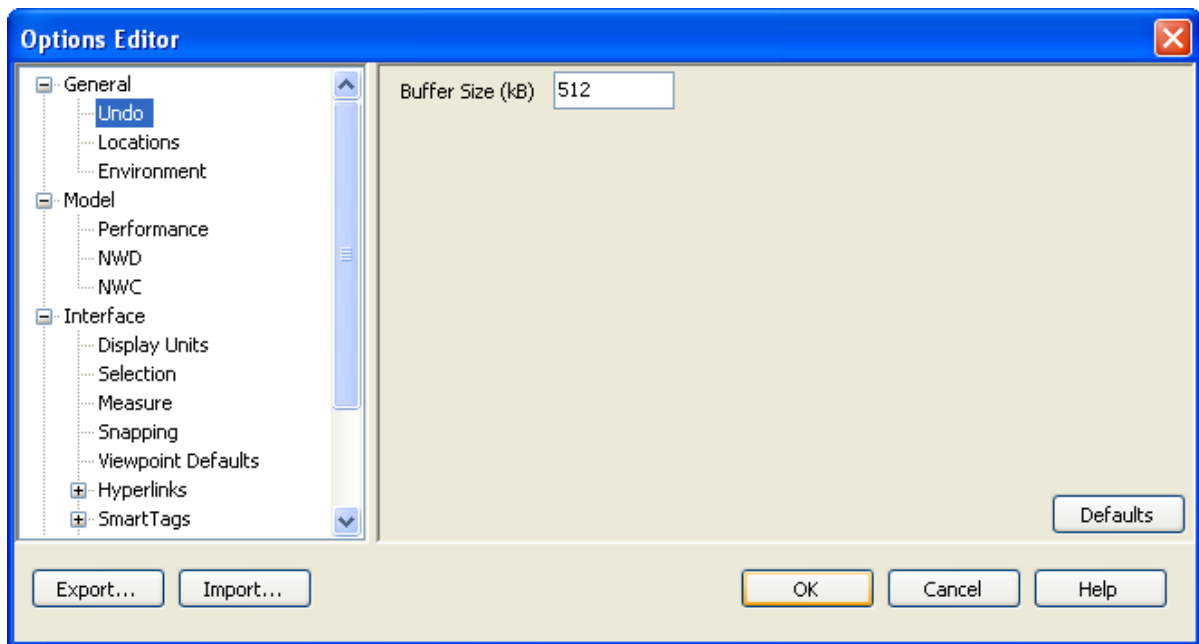 Options Editor
General
Undo
Locations
Environment
Model
Performance
NWD
NWC
Interface
Display Units
Selection
Measure
Snapping
Viewpoint Defaults
Hyperlinks
SmartTags
Buffer Size (kB) 512
Defaults
Export... Import... OK Cancel Help